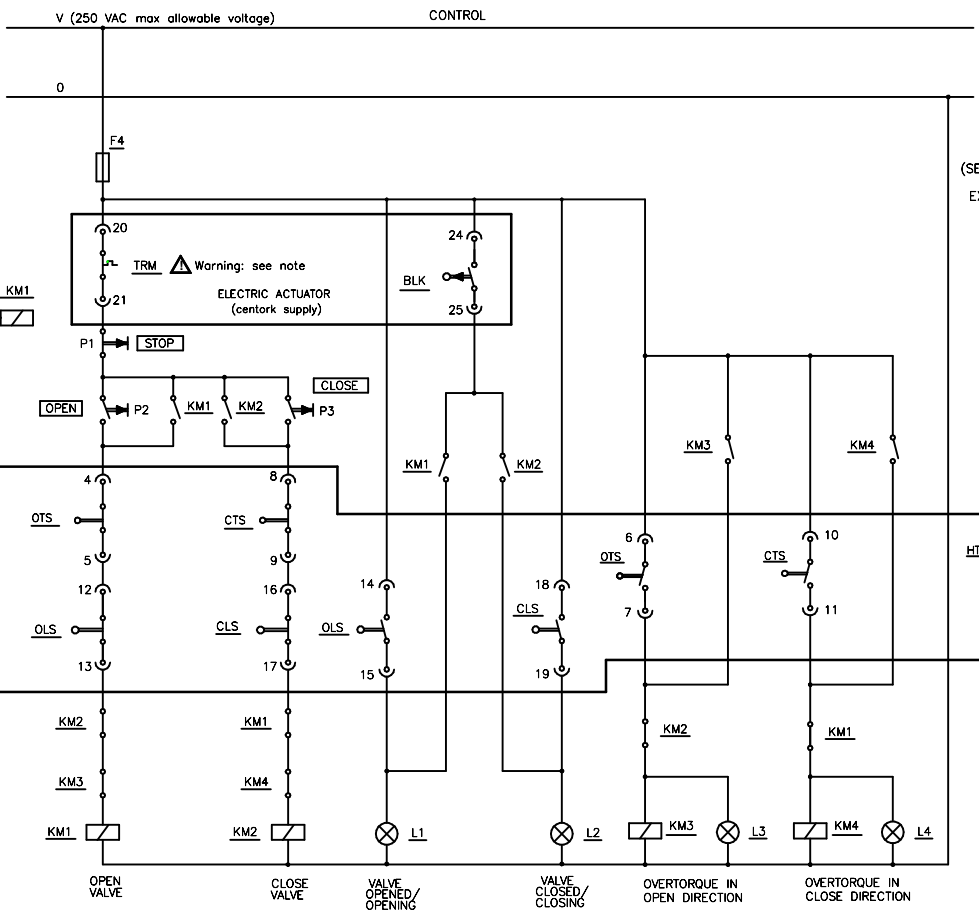 V (250 VAC max allowable voltage)
CONTROL
0
F4
(SE
EX
20
24
TRM
Warning: see note
BLK
KM1
21
ELECTRIC ACTUATOR
(centork supply)
25
P1
STOP
CLOSE
OPEN
P2
KM1
KM2
P3
KM3
KM4
KM1
KM2
4
8
OTS
CTS
6
10
OTS
CTS
HT
5
9
12
16
14
18
7
11
CLS
OLS
CLS
OLS
13
17
15
19
KM2
KM1
KM2
KM1
KM3
KM4
KM1
KM2
L1
L2
KM3
L3
KM4
L4
OPEN
VALVE
CLOSE
VALVE
VALVE
OPENED/
OPENING
VALVE
CLOSED/
CLOSING
OVERTORQUE IN
OPEN DIRECTION
OVERTORQUE IN
CLOSE DIRECTION